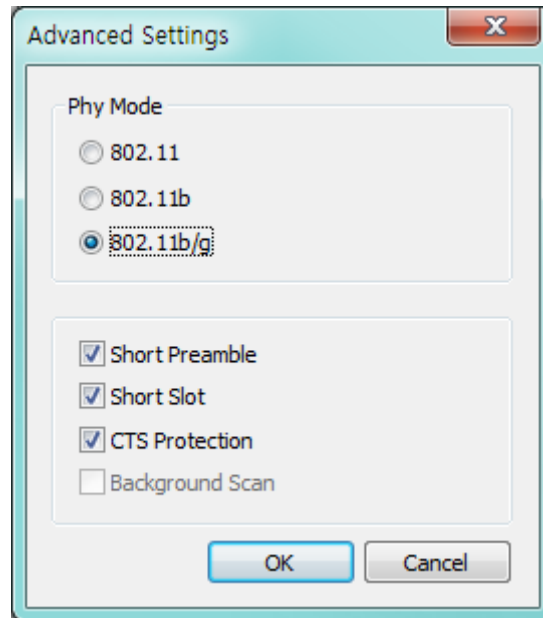 Advanced Settings
Phy Mode
802.11
802.11b
802.11b/g
Short Preamble
Short Slot
CTS Protection
Background Scan
OK
Cancel